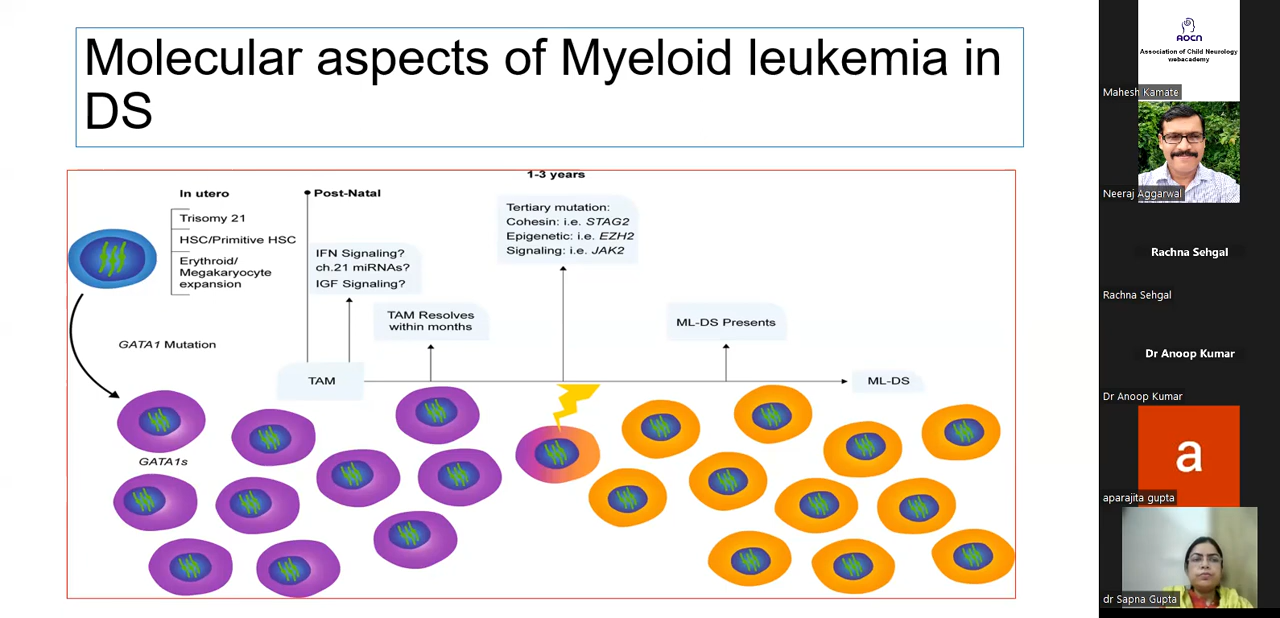 Molecular aspects of Myeloid leukemia in
DS
1-3 years
In utero
Post-Natal
Trisomy 21
HSC/Primitive HSC
Erythroid/
Megakaryocyte
expansion
IFN Signaling?
ch.21 miRNAs?
IGF Signaling?
Tertiary mutation:
Cohesin: i.e. STAG2
Epigenetic: i.e. EZH2
Signaling: i.e. JAK2
TAM Resolves
within months
ML-DS Presents
GATA1 Mutation
TAM
ML-DS
GATA1s
AOCN
Association of Child Neurology
webacademy
Mahesh Kamate
Neeraj Aggarwal
Rachna Sehgal
Rachna Sehgal
Dr Anoop Kumar
Dr Anoop Kumar
a
aparajita gupta
dr Sapna Gupta